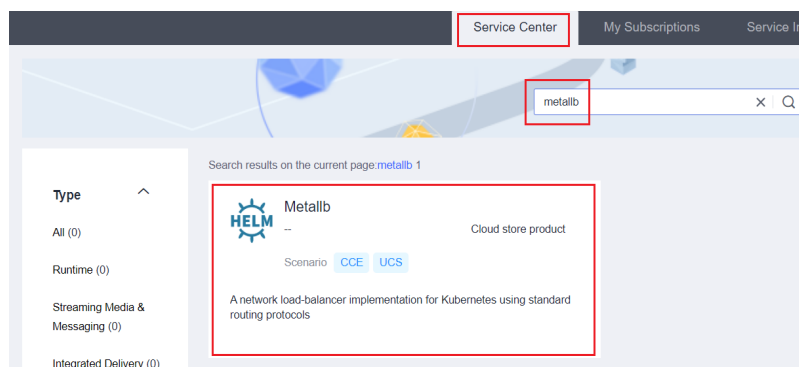 Service Center My Subscriptions Service
metallb
Search results on the current page:metallb 1
Type
All (0)
Runtime (0)
Streaming Media &
Messaging (0)
Integrated Delivery (0)
HELM
Metallb
--
Cloud store product
Scenario CCE UCS
A network load-balancer implementation for Kubernetes using standard
routing protocols